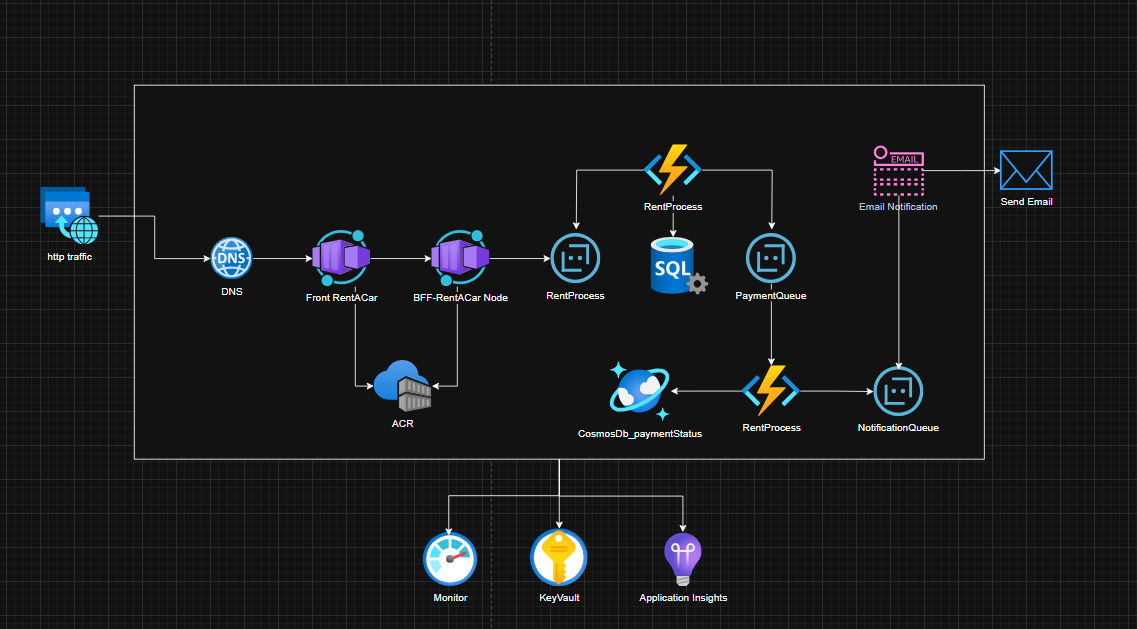 EMAIL
RentProcess
Email Notification
Send Email
http traffic
DNS
SQL
DNS
Front RentACar
BFF-RentACar Node
RentProcess
PaymentQueue
ACR
CosmosDb_paymentStatus
RentProcess
NotificationQueue
Monitor
KeyVault
Application Insights